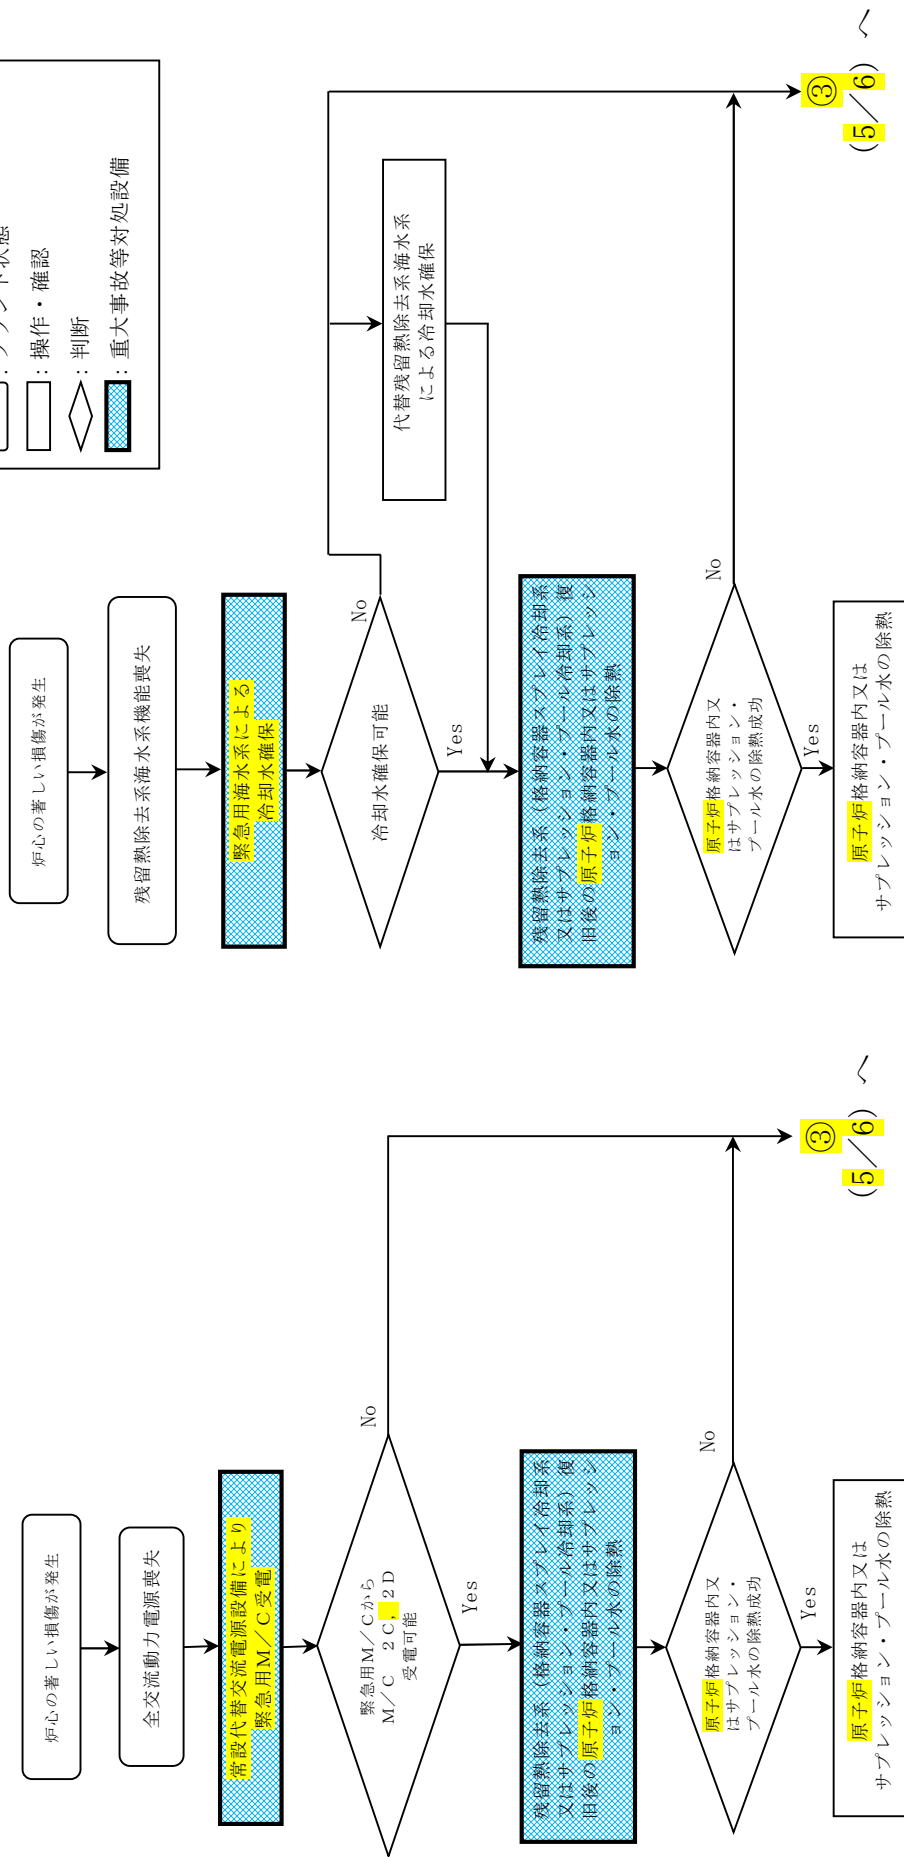 プラント状態
：操作・確認
：判断
：重大事故等対処設備
炉心の著しい損傷が発生
全交流動力電源喪失
常設代替交流電源設備により
緊急用Ｍ／Ｃ受電
緊急用Ｍ／Ｃから
Ｍ／Ｃ　２Ｃ，２Ｄ
受電可能
No
Yes
残留熱除去系（格納容器スプレイ冷却系
又はサプレッション・プール冷却系）復
旧後の原子炉格納容器内又はサプレッシ
ョン・プール水の除熱
原子炉格納容器内又
はサプレッション・
プール水の除熱成功
No
Yes
原子炉格納容器内又は
サプレッション・プール水の除熱
③
(5／6) へ
炉心の著しい損傷が発生
残留熱除去系海水系機能喪失
緊急用海水系による
冷却水確保
冷却水確保可能
No
Yes
代替残留熱除去系海水系
による冷却水確保
残留熱除去系（格納容器スプレイ冷却系
又はサプレッション・プール冷却系）復
旧後の原子炉格納容器内又はサプレッシ
ョン・プール水の除熱
原子炉格納容器内又
はサプレッション・
プール水の除熱成功
No
Yes
原子炉格納容器内又は
サプレッション・プール水の除熱
③
(5／6) へ